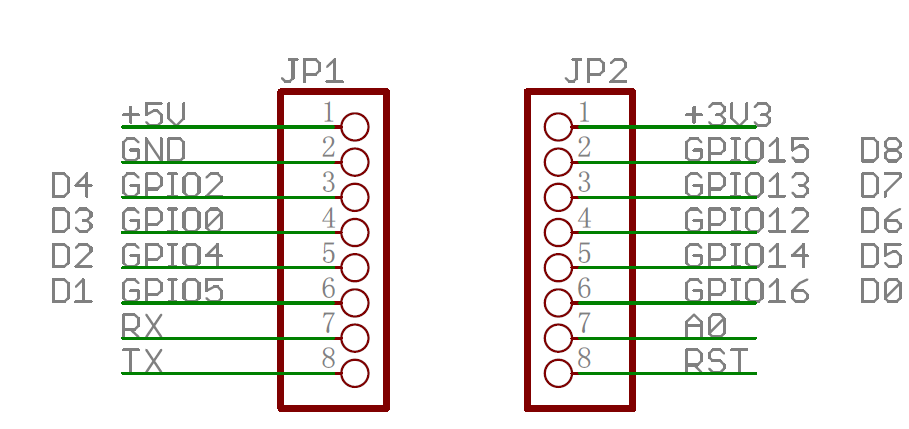 JP1 JP2
+5V 1 1 +3V3
GND 2 2 GPIO15 D8
D4 GPIO2 3 3 GPIO13 D7
D3 GPIO0 4 4 GPIO12 D6
D2 GPIO4 5 5 GPIO14 D5
D1 GPIO5 6 6 GPIO16 D0
RX 7 7 A0
TX 8 8 RST